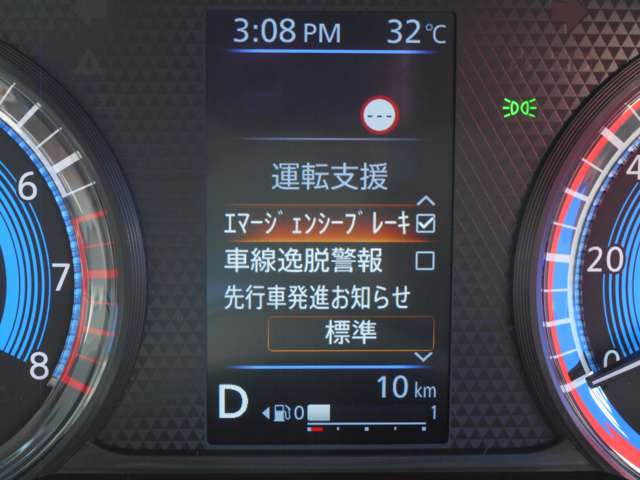 3:08 PM 32℃
---
運転支援
ｴﾏｰｼﾞｪﾝｼｰﾌﾞﾚｰｷ
車線逸脱警報
先行車発進お知らせ
標準
10 km
D
0 1
6
7
8
4
20
0